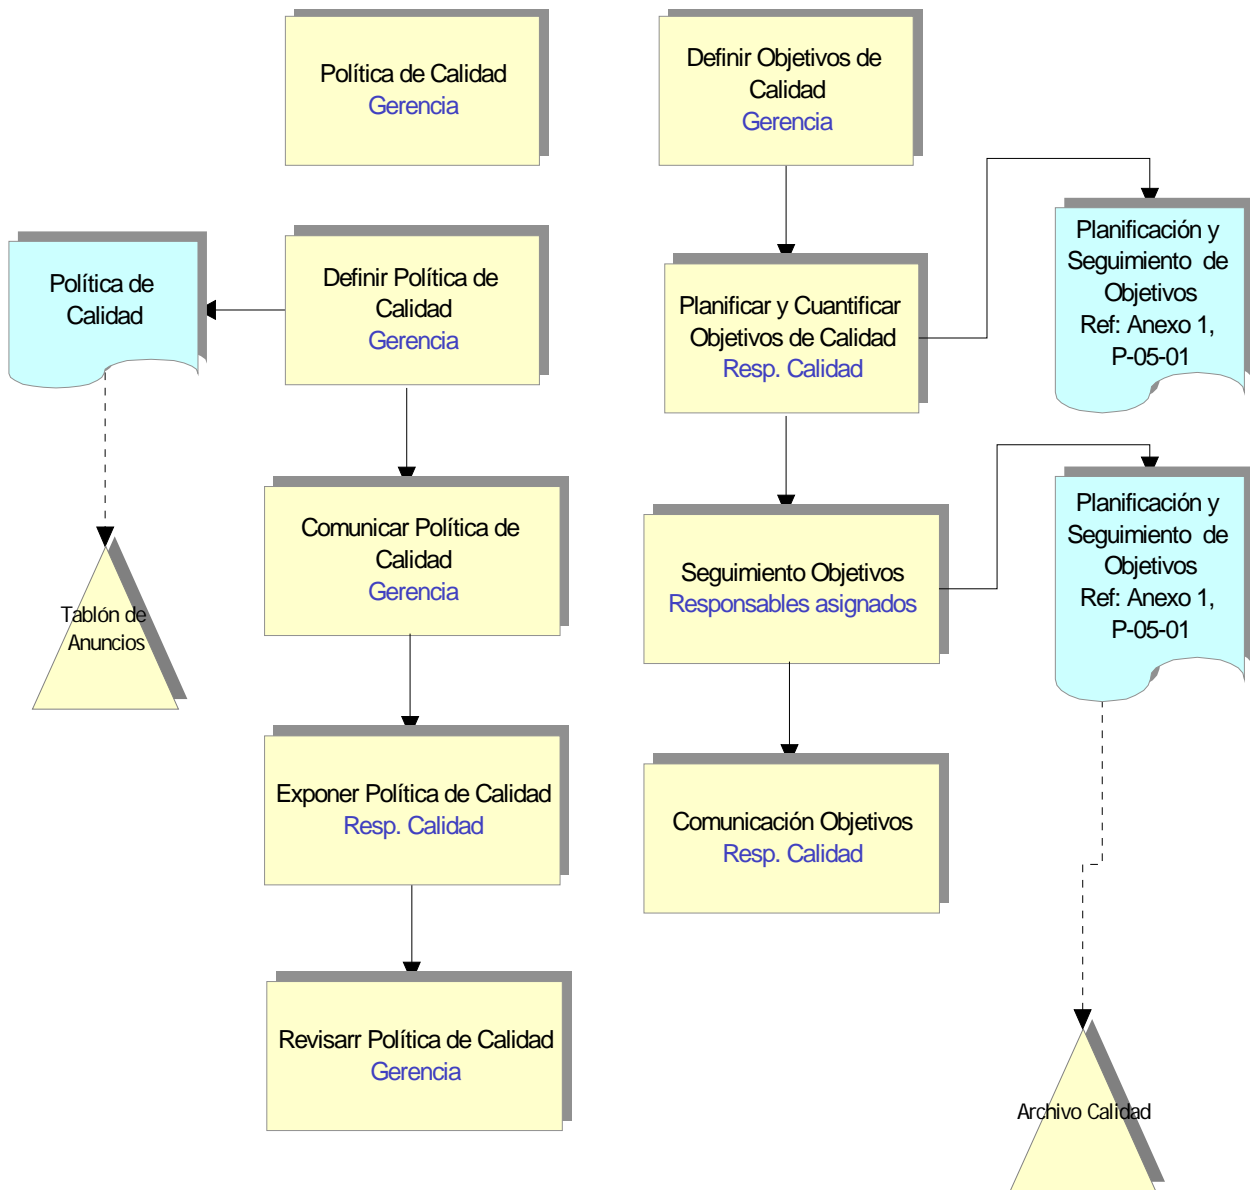 Política de Calidad
Gerencia
Definir Objetivos de
Calidad
Gerencia
Política de
Calidad
Definir Política de
Calidad
Gerencia
Planificar y Cuantificar
Objetivos de Calidad
Resp. Calidad
Planificación y
Seguimiento de
Objetivos
Ref: Anexo 1,
P-05-01
Comunicar Política de
Calidad
Gerencia
Seguimiento Objetivos
Responsables asignados
Planificación y
Seguimiento de
Objetivos
Ref: Anexo 1,
P-05-01
Tablón de
Anuncios
Exponer Política de Calidad
Resp. Calidad
Comunicación Objetivos
Resp. Calidad
Revisarr Política de Calidad
Gerencia
Archivo Calidad